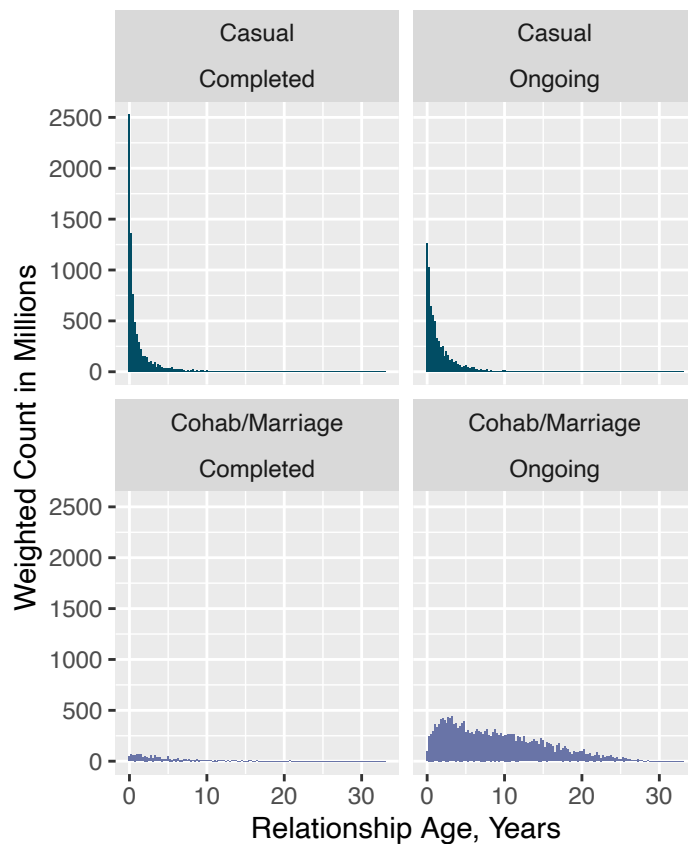 Casual
Completed
Casual
Ongoing
2500
2000
1500
1000
500
0
Cohab/Marriage
Completed
Cohab/Marriage
Ongoing
2500
2000
1500
1000
500
0
0 10 20 30
0 10 20 30
Relationship Age, Years
Weighted Count in Millions